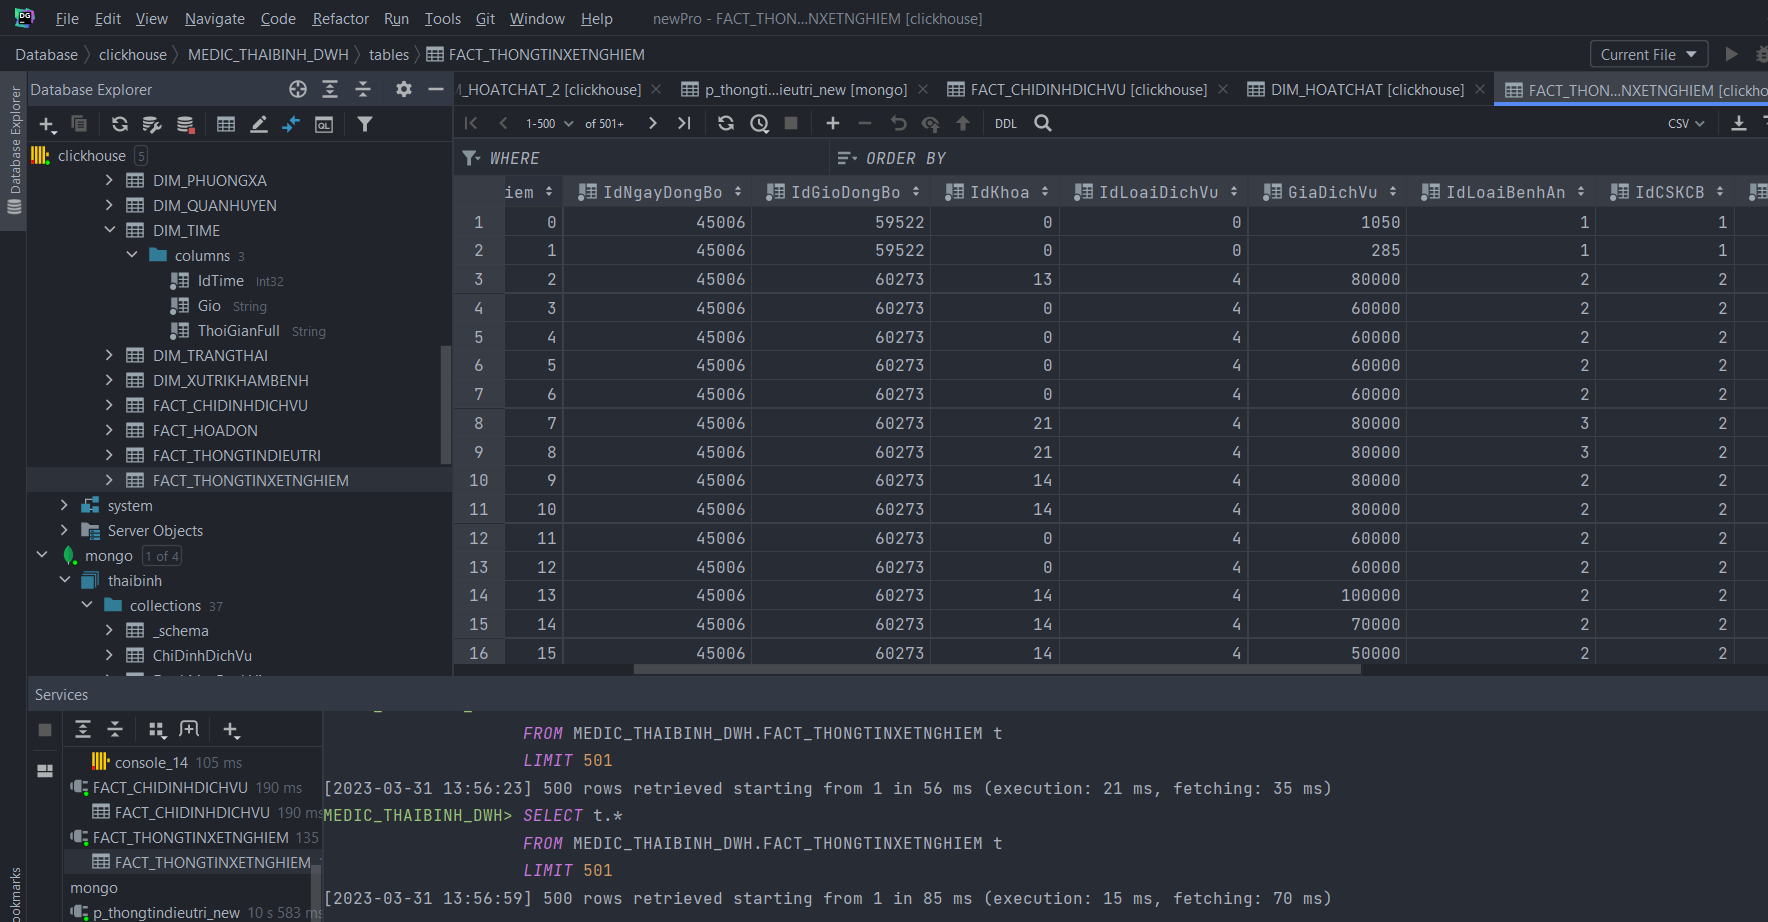 DG File Edit View Navigate Code Refactor Run Tools Git Window Help newPro - FACT_THON...NXETNGHIEM [clickhouse]
Database clickhouse MEDIC_THAIBINH_DWH tables FACT_THONGTINXETNGHIEM Current File
Database Explorer
Database Explorer
M_HOATCHAT_2 [clickhouse] p_thongti...ieutri_new [mongo] FACT_CHIDINHDICHVU [clickhouse] DIM_HOATCHAT [clickhouse] FACT_THON...NXETNGHIEM [clickho
QL
1-500 of 501+ DDL CSV
clickhouse 5
DIM_PHUONGXA
DIM_QUANHUYEN
DIM_TIME
columns 3
IdTime Int32
Gio String
ThoiGianFull String
DIM_TRANGTHAI
DIM_XUTRIKHAMBENH
FACT_CHIDINHDICHVU
FACT_HOADON
FACT_THONGTINDIEUTRI
FACT_THONGTINXETNGHIEM
system
Server Objects
mongo 1 of 4
thaibinh
collections 37
_schema
ChiDinhDichVu
WHERE ORDER BY
iem IdNgayDongBo IdGioDongBo IdKhoa IdLoaiDichVu GiaDichVu IdLoaiBenhAn IdCSKCB
1 0 45006 59522 0 0 1050 1 1
2 1 45006 59522 0 0 285 1 1
3 2 45006 60273 13 4 80000 2 2
4 3 45006 60273 0 4 60000 2 2
5 4 45006 60273 0 4 60000 2 2
6 5 45006 60273 0 4 60000 2 2
7 6 45006 60273 0 4 60000 2 2
8 7 45006 60273 21 4 80000 3 2
9 8 45006 60273 21 4 80000 3 2
10 9 45006 60273 14 4 80000 2 2
11 10 45006 60273 14 4 80000 2 2
12 11 45006 60273 0 4 60000 2 2
13 12 45006 60273 0 4 60000 2 2
14 13 45006 60273 14 4 100000 2 2
15 14 45006 60273 14 4 70000 2 2
16 15 45006 60273 14 4 50000 2 2
Services
console_14 105 ms
FACT_CHIDINHDICHVU 190 ms
FACT_CHIDINHDICHVU 190 ms
FACT_THONGTINXETNGHIEM 135
FACT_THONGTINXETNGHIEM
mongo
p_thongtindieutri_new 10 s 583 ms
ookmarks
FROM MEDIC_THAIBINH_DWH.FACT_THONGTINXETNGHIEM t
LIMIT 501
[2023-03-31 13:56:23] 500 rows retrieved starting from 1 in 56 ms (execution: 21 ms, fetching: 35 ms)
MEDIC_THAIBINH_DWH> SELECT t.*
FROM MEDIC_THAIBINH_DWH.FACT_THONGTINXETNGHIEM t
LIMIT 501
[2023-03-31 13:56:59] 500 rows retrieved starting from 1 in 85 ms (execution: 15 ms, fetching: 70 ms)